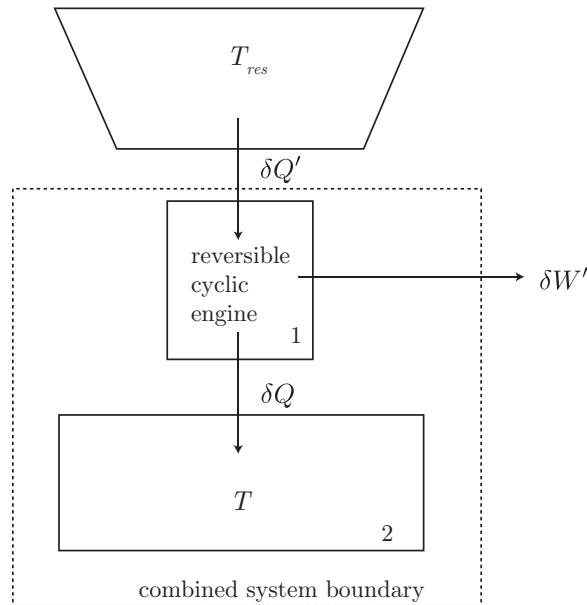 T_res
δQ′
reversible
cyclic
engine
1
δW′
δQ
T
2
combined system boundary